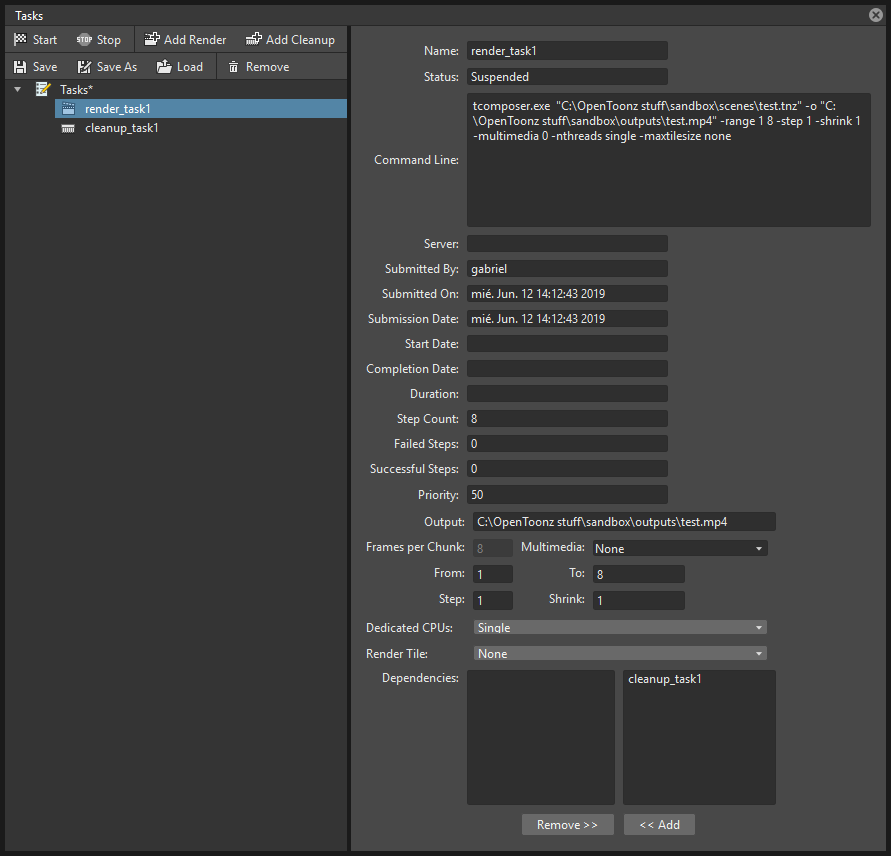 Tasks
Start STOP Stop Add Render Add Cleanup
Save Save As Load Remove
Tasks*
render_task1
cleanup_task1
Name: render_task1
Status: Suspended
Command Line:
tcomposer.exe "C:\OpenToonz stuff\sandbox\scenes\test.tnz" -o "C:
\OpenToonz stuff\sandbox\outputs\test.mp4" -range 1 8 -step 1 -shrink 1
-multimedia 0 -nthreads single -maxtilesize none
Server:
Submitted By: gabriel
Submitted On: mié. Jun. 12 14:12:43 2019
Submission Date: mié. Jun. 12 14:12:43 2019
Start Date:
Completion Date:
Duration:
Step Count: 8
Failed Steps: 0
Successful Steps: 0
Priority: 50
Output: C:\OpenToonz stuff\sandbox\outputs\test.mp4
Frames per Chunk: 8 Multimedia: None
From: 1 To: 8
Step: 1 Shrink: 1
Dedicated CPUs: Single
Render Tile: None
Dependencies: cleanup_task1
Remove >> << Add